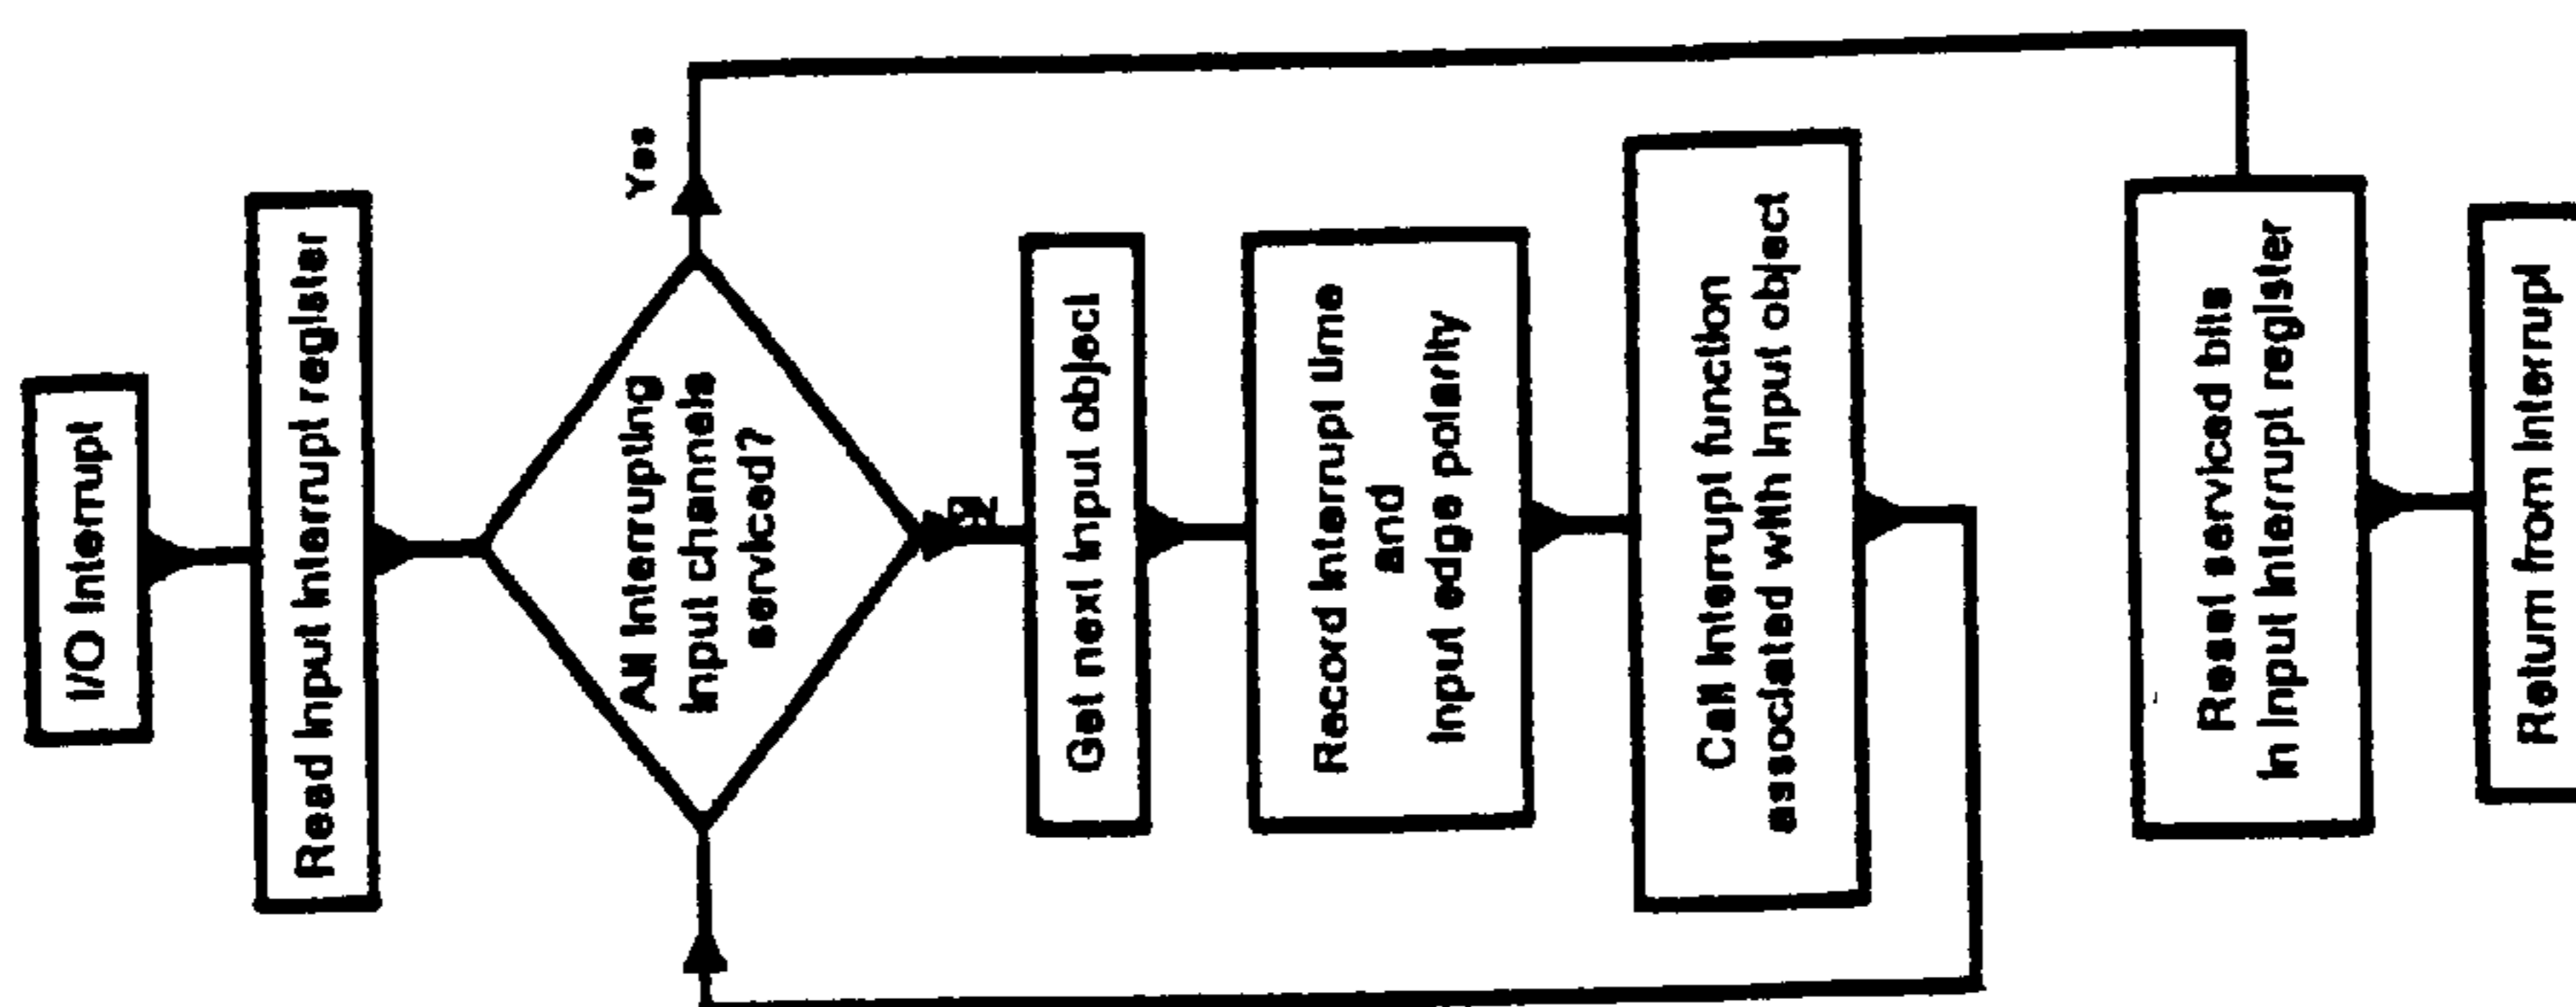 I/O Interrupt
Read Input Interrupt register
All Interrupting
Input channels
serviced?
Yes
Get next Input object
Record Interrupt time
and
Input edge polarity
Call Interrupt function
associated with Input object
Reset serviced bits
In Input Interrupt register
Return from Interrupt